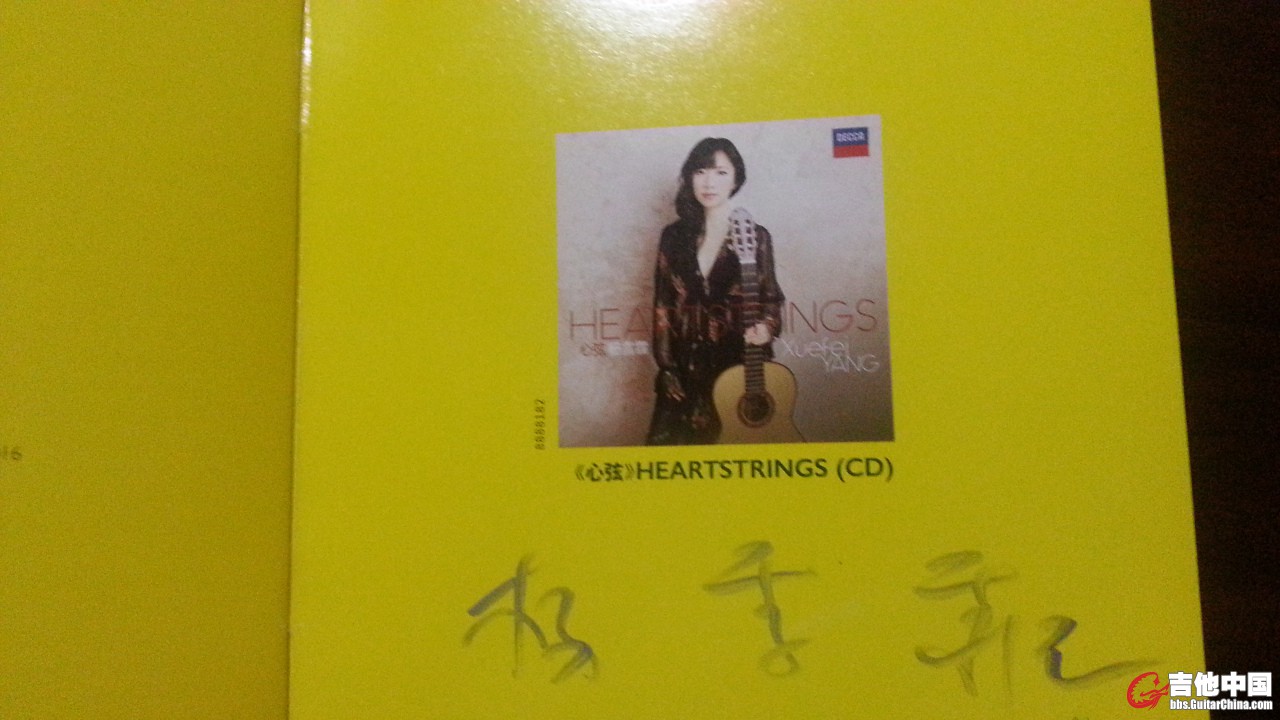 DECCA
HEARTSTRINGS
心弦
Xuefei
YANG
16
8888182
《心弦》HEARTSTRINGS (CD)
杨雪霏
吉他中国
bbs.GuitarChina.com